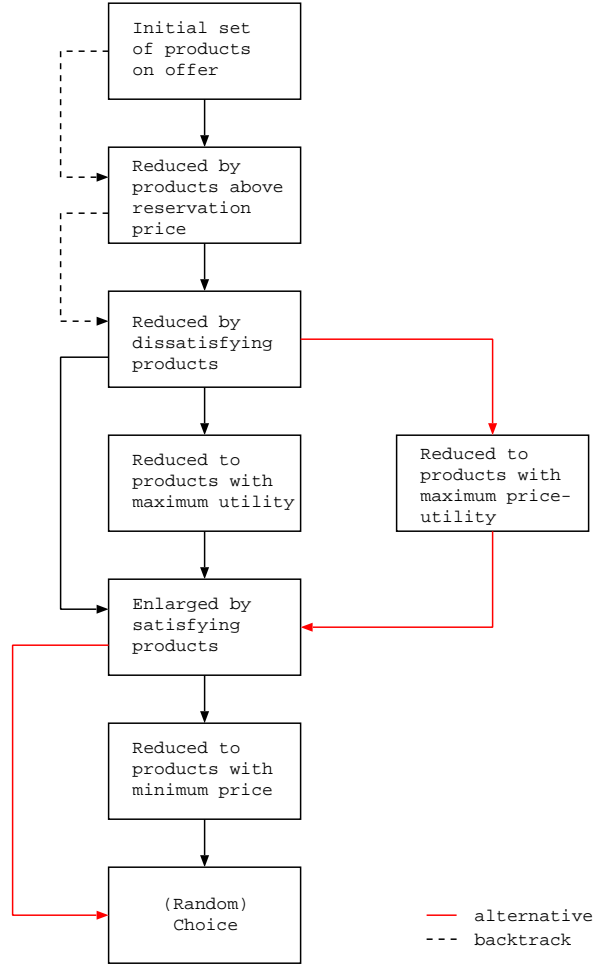 Initial set
of products
on offer
Reduced by
products above
reservation
price
Reduced by
dissatisfying
products
Reduced to
products with
maximum utility
Reduced to
products with
maximum price-
utility
Enlarged by
satisfying
products
Reduced to
products with
minimum price
(Random)
Choice
alternative
backtrack